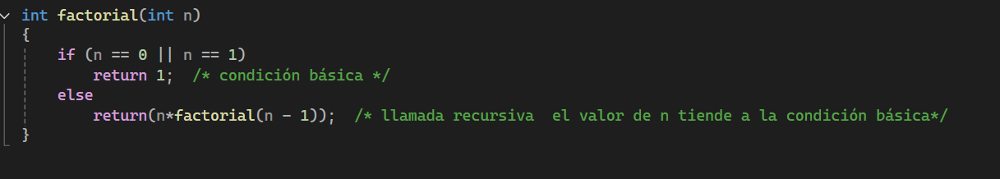 int factorial(int n)
{
if (n == 0 || n == 1)
return 1;  /* condición básica */
else
return(n*factorial(n - 1));  /* llamada recursiva  el valor de n tiende a la condición básica*/
}